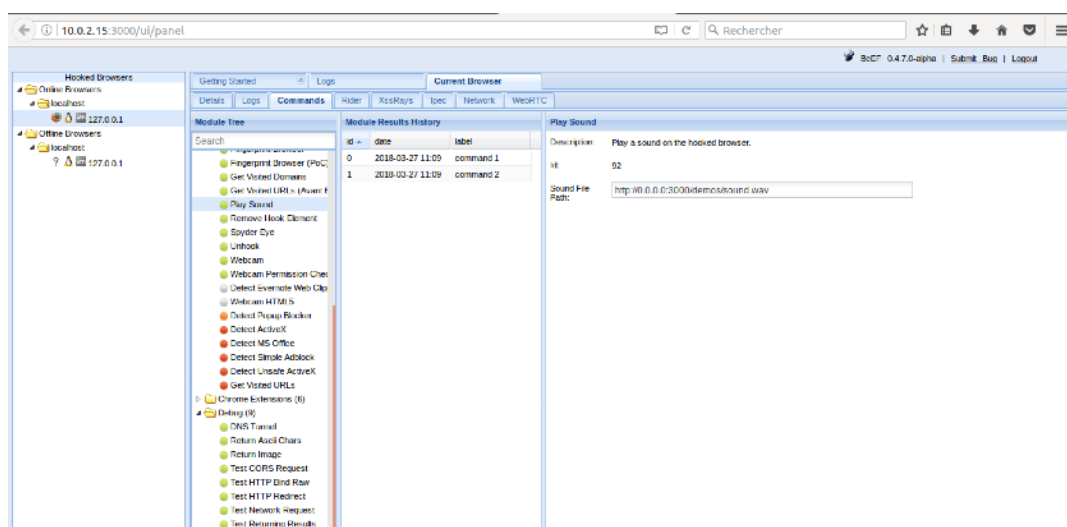 10.0.2.15:3000/ui/panel
Rechercher
BeEF 0.4.7.0-alpha | Submit Bug | Logout
Hooked Browsers
Getting Started
Logs
Current Browser
Online Browsers
localhost
127.0.0.1
Offline Browsers
localhost
127.0.0.1
Details
Logs
Commands
Rider
XssRays
Ipec
Network
WebRTC
Module Tree
Search
Fingerprint Browser (PoC)
Get Visited Domains
Get Visited URLs (Avant
Play Sound
Remove Hook Element
Spyder Eye
Unhook
Webcam
Webcam Permission Chec
Detect Evernote Web Clip
Webcam HTML5
Detect Popup Blocker
Detect ActiveX
Detect MS Office
Detect Simple Adblock
Detect Unsafe ActiveX
Get Visited URLs
Chrome Extensions (6)
Debug (9)
DNS Tunnel
Return Ascii Chars
Return Image
Test CORS Request
Test HTTP Bind Raw
Test HTTP Redirect
Test Network Request
Test Returning Results
Module Results History
id date label
0 2018-03-27 11:09 command 1
1 2018-03-27 11:09 command 2
Play Sound
Description: Play a sound on the hooked browser.
Id: 92
Sound File Path: http://0.0.0.0:3000/demos/sound.wav